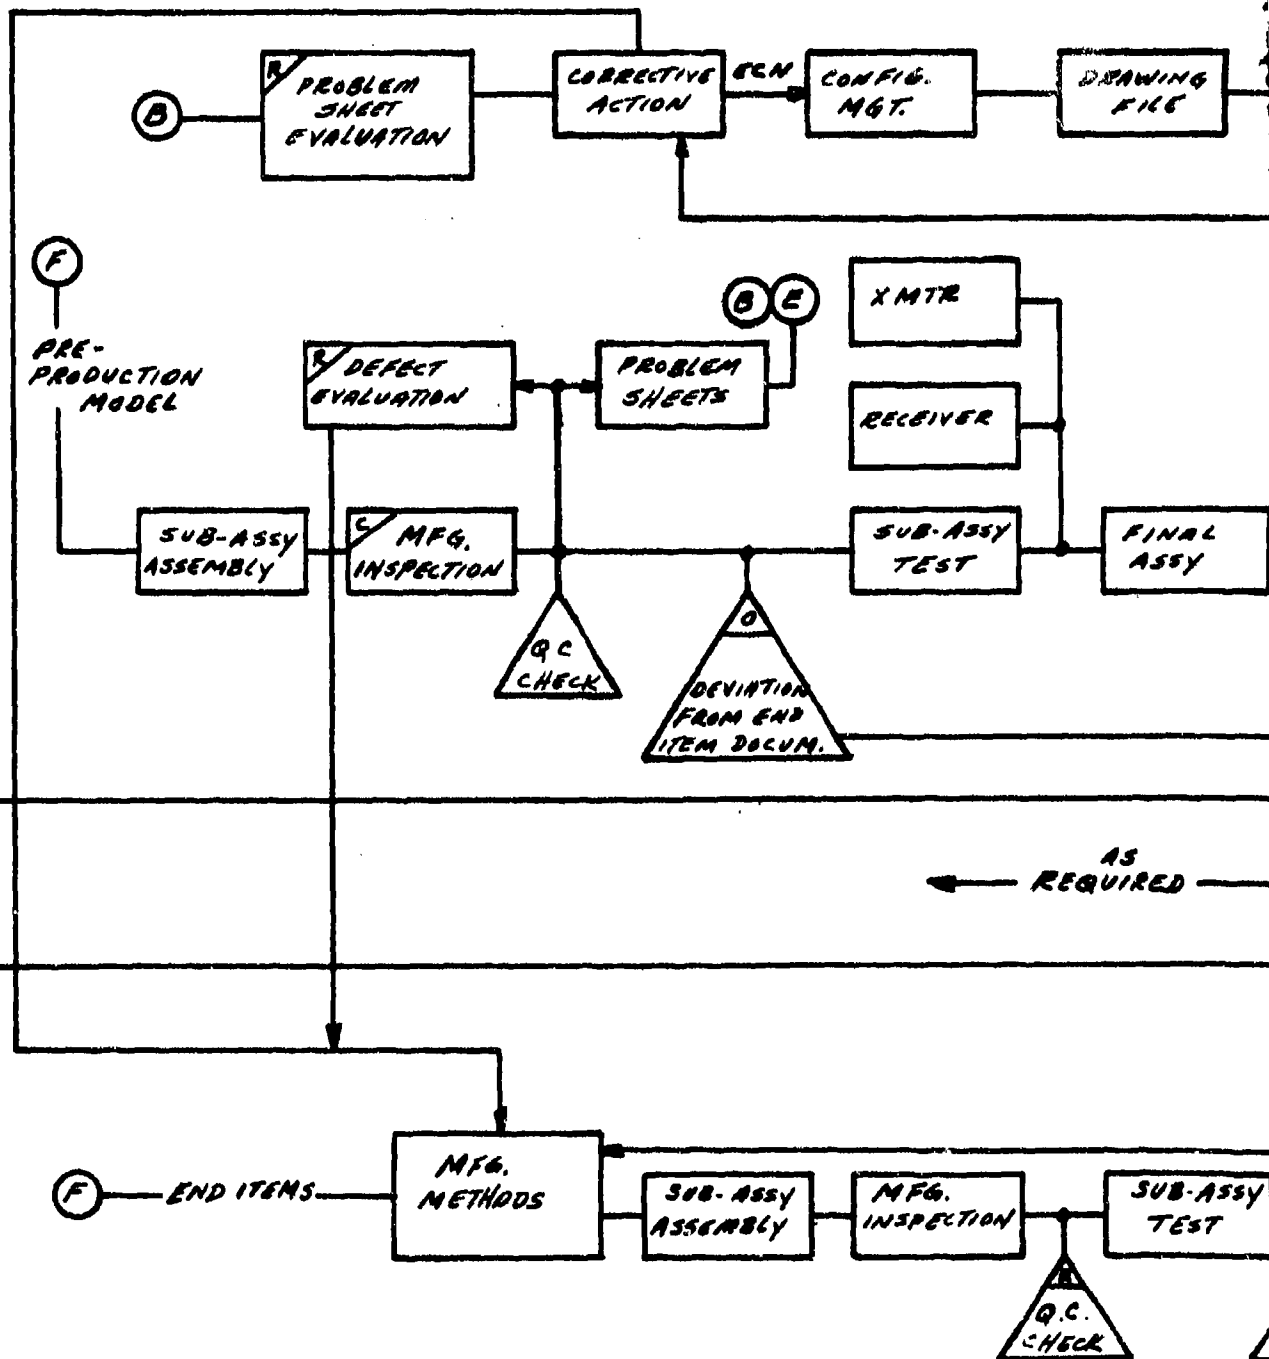 R
PROBLEM
SHEET
EVALUATION
B
CORRECTIVE
ACTION
ECN
CONFIG.
MGT.
DRAWING
FILE
F
PRE-
PRODUCTION
MODEL
R
DEFECT
EVALUATION
PROBLEM
SHEETS
B
E
XMTR
RECEIVER
SUB-ASSY
ASSEMBLY
C
MFG.
INSPECTION
SUB-ASSY
TEST
FINAL
ASSY
QC
CHECK
O
DEVIATION
FROM END
ITEM DOCUM.
AS
REQUIRED
F
END ITEMS
MFG.
METHODS
SUB-ASSY
ASSEMBLY
MFG.
INSPECTION
SUB-ASSY
TEST
Q.C.
CHECK